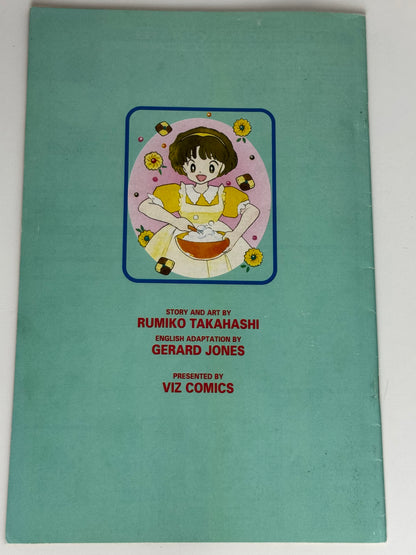 STORY AND ART BY
RUMIKO TAKAHASHI
ENGLISH ADAPTATION BY
GERARD JONES
PRESENTED BY
VIZ COMICS